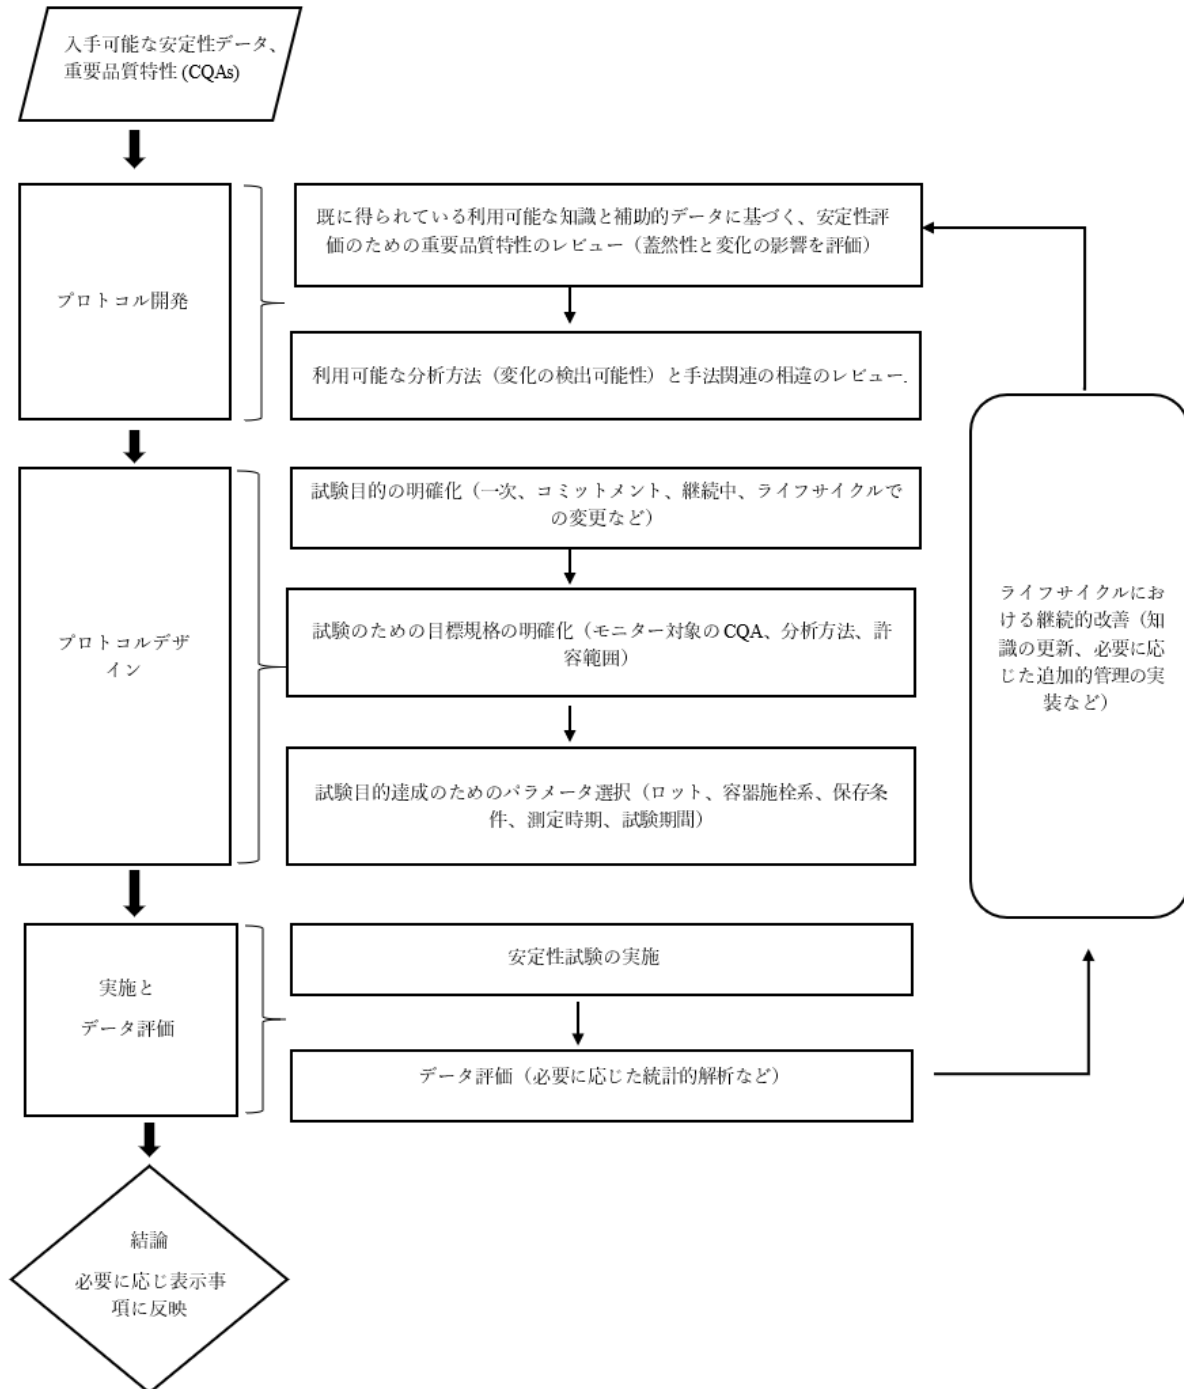 入手可能な安定性データ、
重要品質特性 (CQAs)
プロトコル開発
既に得られている利用可能な知識と補助的データに基づく、安定性評
価のための重要品質特性のレビュー（蓋然性と変化の影響を評価）
利用可能な分析方法（変化の検出可能性）と手法関連の相違のレビュー.
プロトコルデザ
イン
試験目的の明確化（一次、コミットメント、継続中、ライフサイクルで
の変更など）
試験のための目標規格の明確化（モニター対象の CQA、分析方法、許
容範囲）
試験目的達成のためのパラメータ選択（ロット、容器施栓系、保存条
件、測定時期、試験期間）
実施と
データ評価
安定性試験の実施
データ評価（必要に応じた統計的解析など）
ライフサイクルにお
ける継続的改善（知
識の更新、必要に応
じた追加的管理の実
装など）
結論
必要に応じ表示事
項に反映